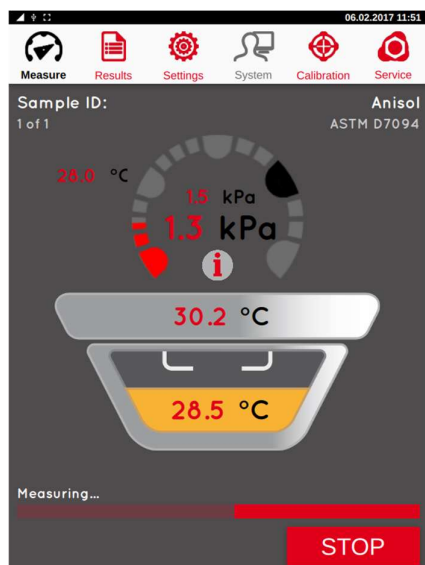 06.02.2017 11:51
Measure Results Settings System Calibration Service
Sample ID: Anisol
1 of 1 ASTM D7094
28.0 °C
1.5 kPa
1.3 kPa
i
30.2 °C
28.5 °C
Measuring...
STOP